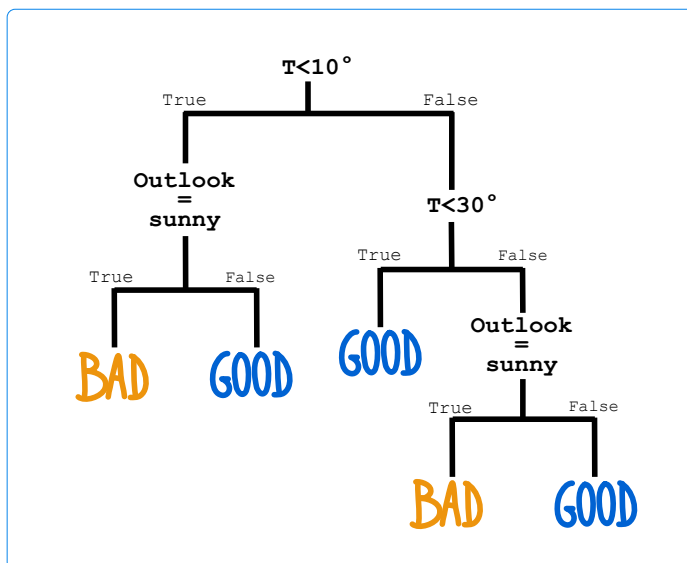 T<10°
True False
Outlook
=
sunny
T<30°
True False
True False
Outlook
=
sunny
BAD GOOD GOOD
True False
BAD GOOD